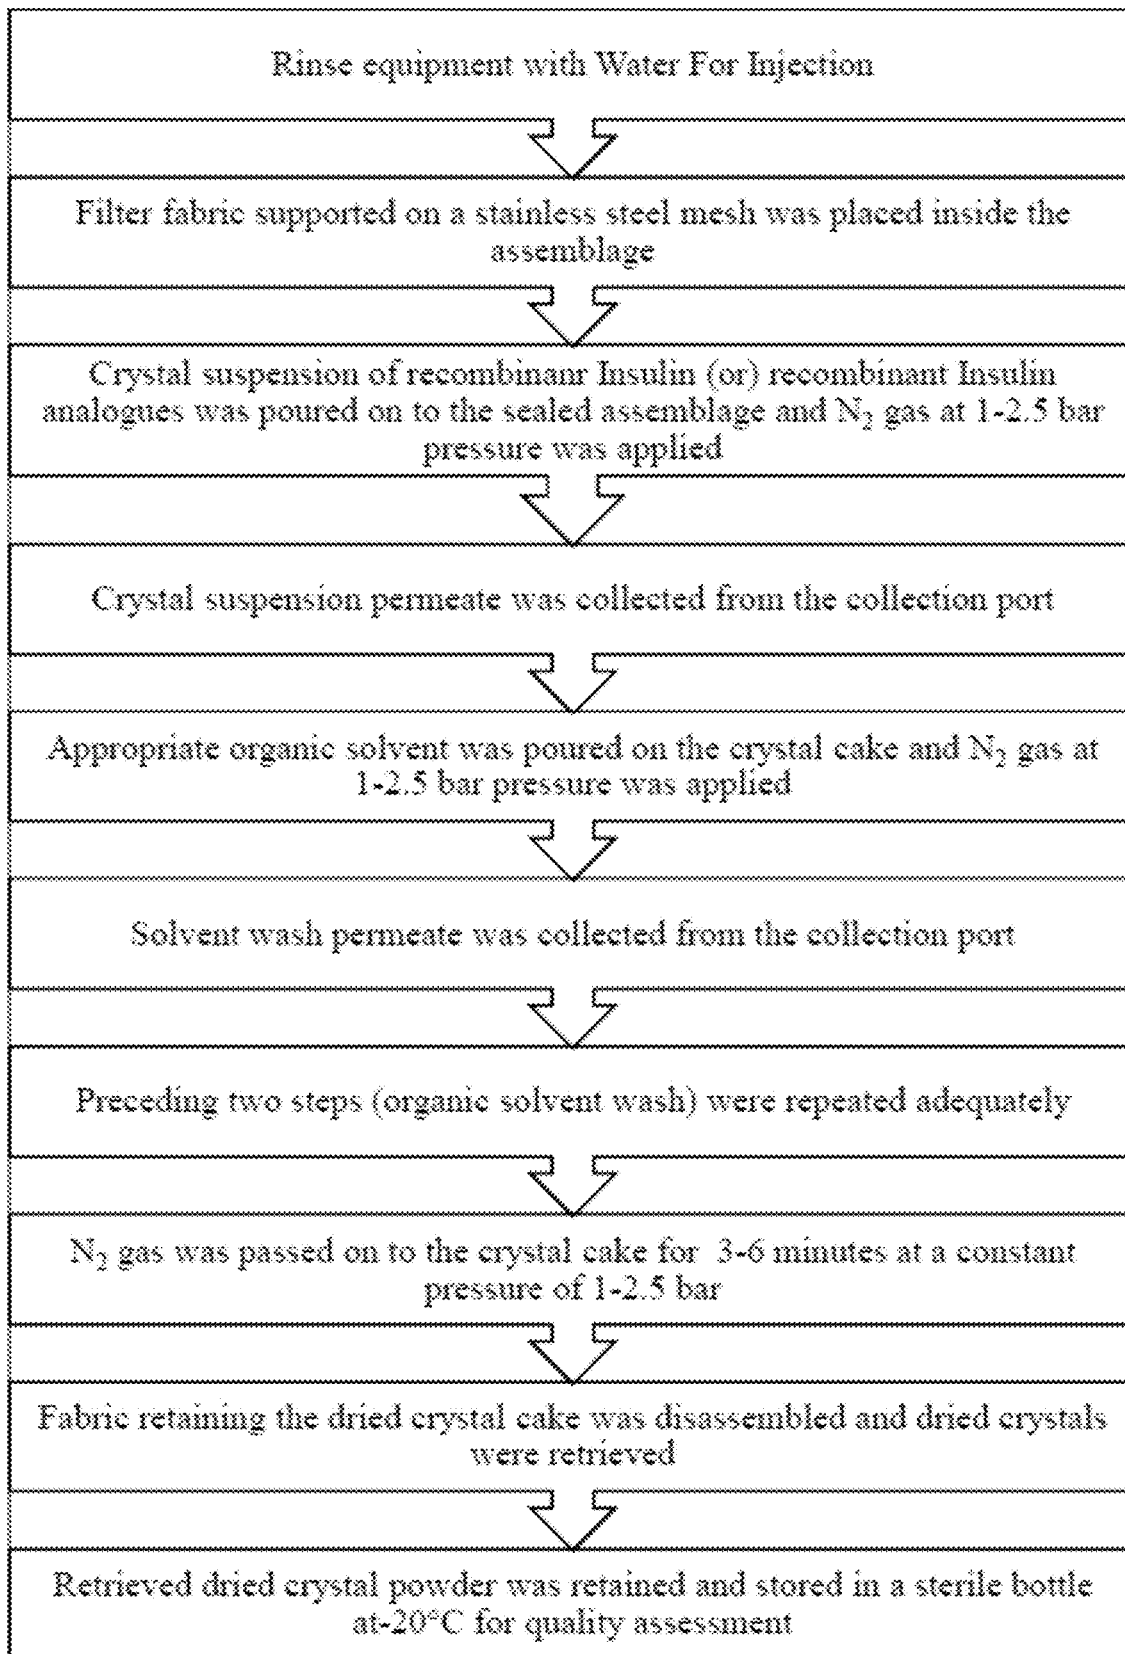 Rinse equipment with Water For Injection
Filter fabric supported on a stainless steel mesh was placed inside the
assemblage
Crystal suspension of recombinanr Insulin (or) recombinant Insulin
analogues was poured on to the sealed assemblage and N₂ gas at 1-2.5 bar
pressure was applied
Crystal suspension permeate was collected from the collection port
Appropriate organic solvent was poured on the crystal cake and N₂ gas at
1-2.5 bar pressure was applied
Solvent wash permeate was collected from the collection port
Preceding two steps (organic solvent wash) were repeated adequately
N₂ gas was passed on to the crystal cake for 3-6 minutes at a constant
pressure of 1-2.5 bar
Fabric retaining the dried crystal cake was disassembled and dried crystals
were retrieved
Retrieved dried crystal powder was retained and stored in a sterile bottle
at-20°C for quality assessment